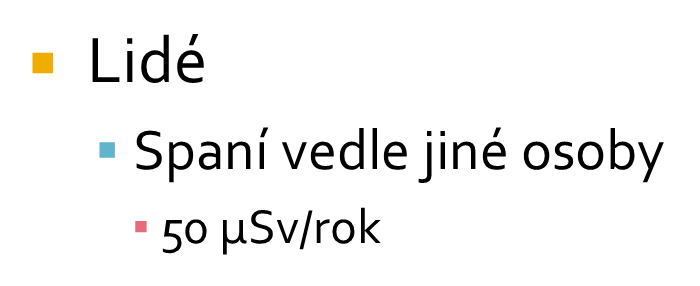 Lidé
Spaní vedle jiné osoby
50 µSv/rok